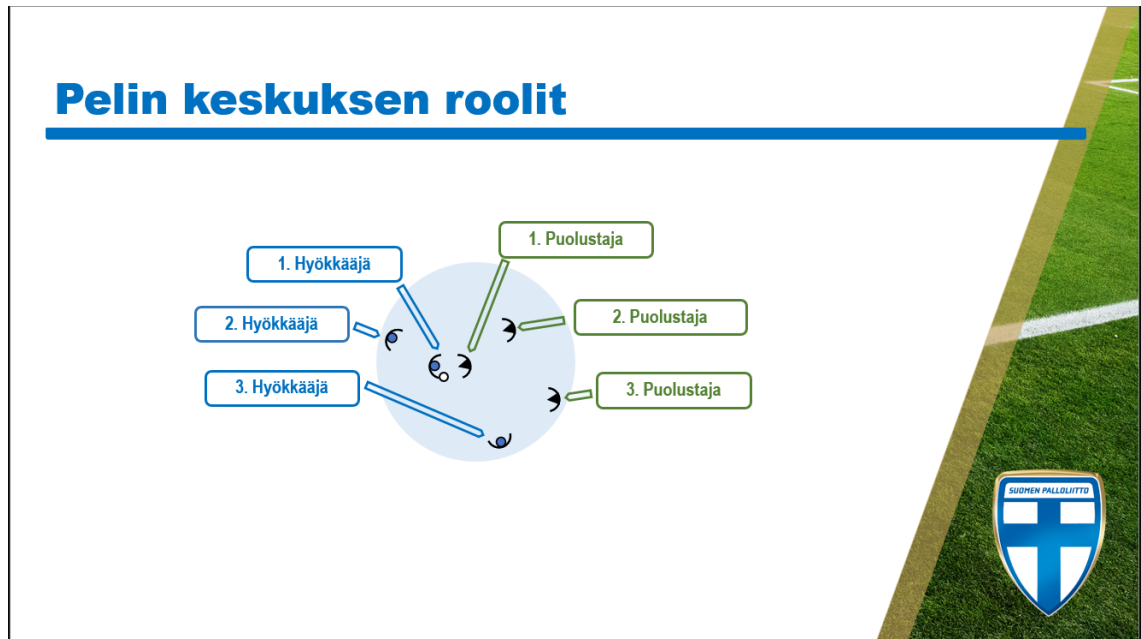 Pelin keskuksen roolit
1. Puolustaja
1. Hyökkääjä
2. Hyökkääjä
2. Puolustaja
3. Hyökkääjä
3. Puolustaja
SUOMEN PALLOLIITTO